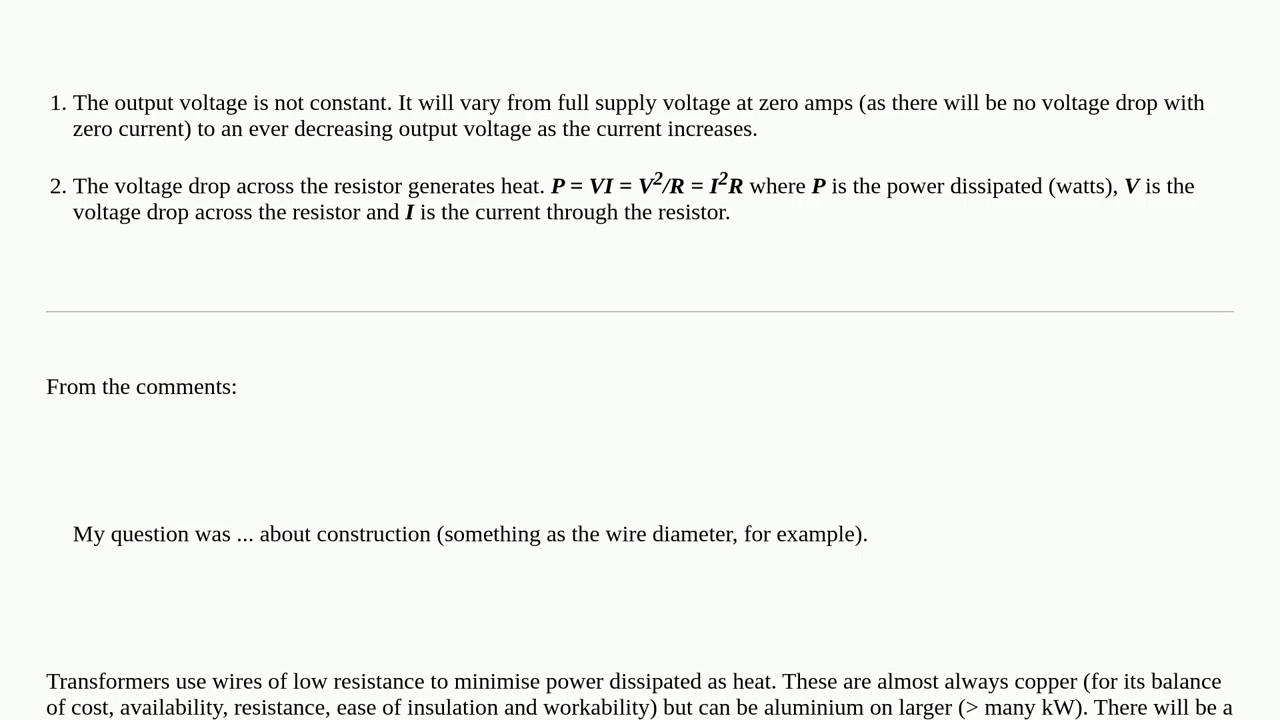 1. The output voltage is not constant. It will vary from full supply voltage at zero amps (as there will be no voltage drop with
zero current) to an ever decreasing output voltage as the current increases.
2. The voltage drop across the resistor generates heat. P = VI = V²/R = I²R where P is the power dissipated (watts), V is the
voltage drop across the resistor and I is the current through the resistor.
From the comments:
My question was ... about construction (something as the wire diameter, for example).
Transformers use wires of low resistance to minimise power dissipated as heat. These are almost always copper (for its balance
of cost, availability, resistance, ease of insulation and workability) but can be aluminium on larger (> many kW). There will be a